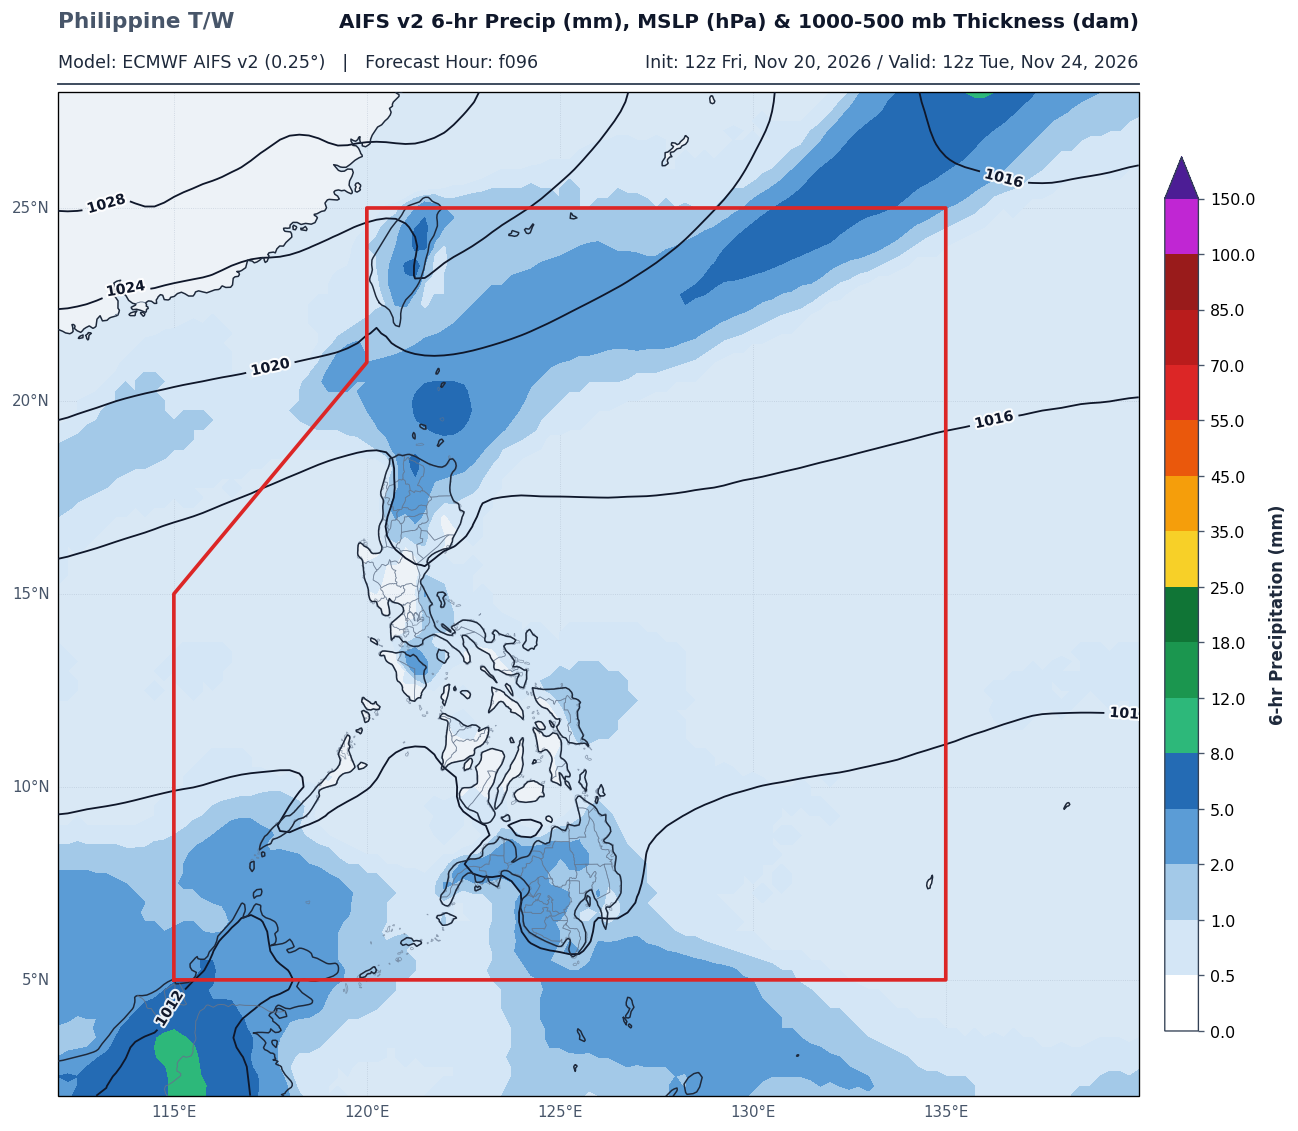 Philippine T/W
AIFS v2 6-hr Precip (mm), MSLP (hPa) & 1000-500 mb Thickness (dam)
Model: ECMWF AIFS v2 (0.25°) | Forecast Hour: f096
Init: 12z Fri, Nov 20, 2026 / Valid: 12z Tue, Nov 24, 2026
1028
1024
1020
1016
1016
101
1012
25°N
20°N
15°N
10°N
5°N
115°E
120°E
125°E
130°E
135°E
150.0
100.0
85.0
70.0
55.0
45.0
35.0
25.0
18.0
12.0
8.0
5.0
2.0
1.0
0.5
0.0
6-hr Precipitation (mm)